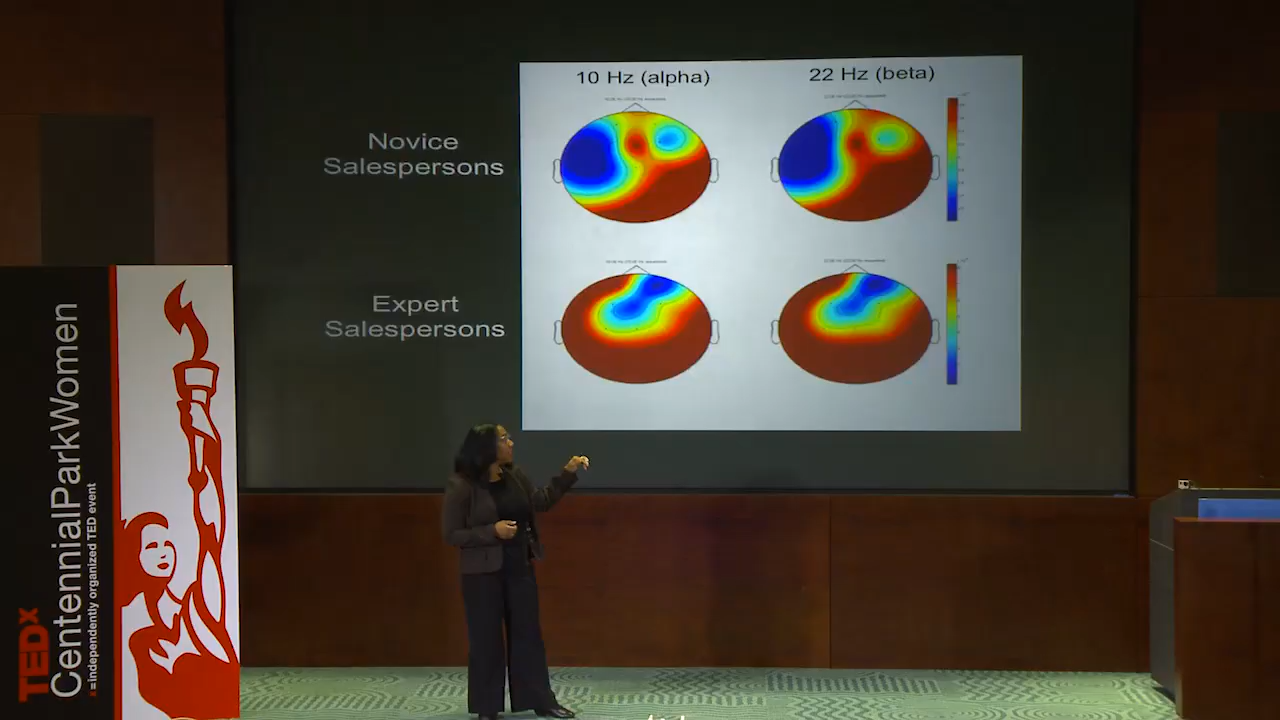 10 Hz (alpha)
22 Hz (beta)
Novice
Salespersons
Expert
Salespersons
TEDx
CentennialParkWomen
x = independently organized TED event